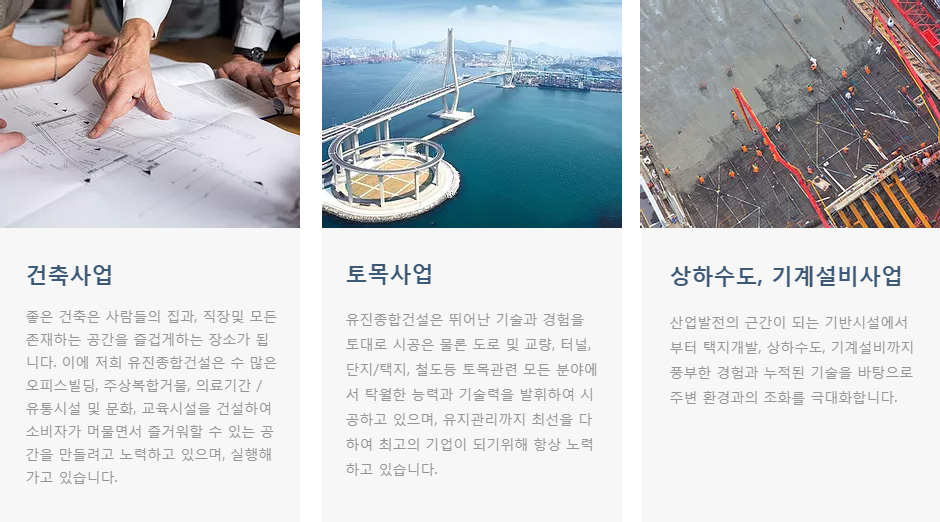 건축사업
좋은 건축은 사람들의 집과, 직장및 모든
존재하는 공간을 즐겁게하는 장소가 됩
니다. 이에 저희 유진종합건설은 수 많은
오피스빌딩, 주상복합거물, 의료기간 /
유통시설 및 문화, 교육시설을 건설하여
소비자가 머물면서 즐거워할 수 있는 공
간을 만들려고 노력하고 있으며, 실행해
가고 있습니다.
토목사업
유진종합건설은 뛰어난 기술과 경험을
토대로 시공은 물론 도로 및 교량, 터널,
단지/택지, 철도등 토목관련 모든 분야에
서 탁월한 능력과 기술력을 발휘하여 시
공하고 있으며, 유지관리까지 최선을 다
하여 최고의 기업이 되기위해 항상 노력
하고 있습니다.
상하수도, 기계설비사업
산업발전의 근간이 되는 기반시설에서
부터 택지개발, 상하수도, 기계설비까지
풍부한 경험과 누적된 기술을 바탕으로
주변 환경과의 조화를 극대화합니다.